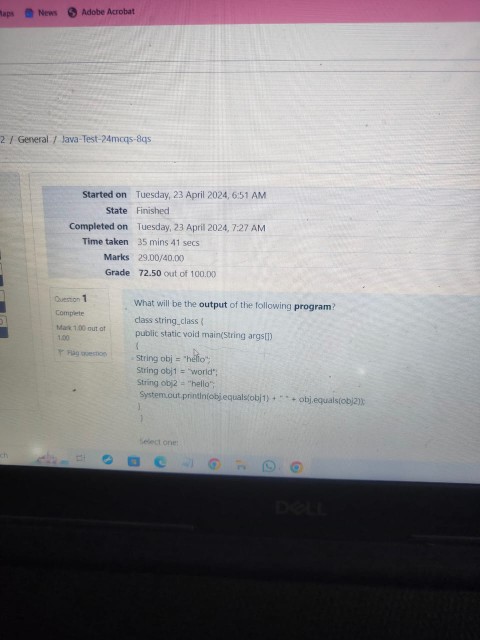 Maps News Adobe Acrobat
2 / General / Java-Test-24mcqs-8qs
Started on Tuesday, 23 April 2024, 6:51 AM
State Finished
Completed on Tuesday, 23 April 2024, 7:27 AM
Time taken 35 mins 41 secs
Marks 29.00/40.00
Grade 72.50 out of 100.00
Question 1
Complete
Mark 1.00 out of
1.00
Flag question
What will be the output of the following program?
class string_class {
public static void main(String args[])
{
String obj = "hello";
String obj1 = "world";
String obj2 = "hello";
System.out.println(obj.equals(obj1) + " " + obj.equals(obj2));
}
}
Select one:
DELL